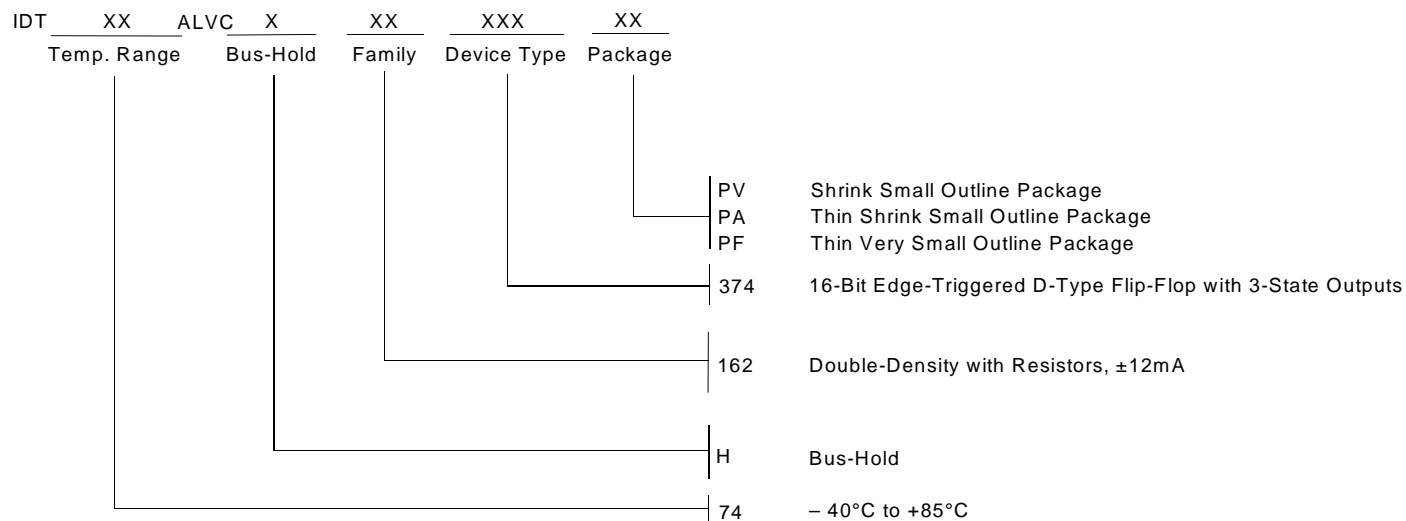 IDT XX ALVC X XX XXX XX
Temp. Range Bus-Hold Family Device Type Package
PV Shrink Small Outline Package
PA Thin Shrink Small Outline Package
PF Thin Very Small Outline Package
374 16-Bit Edge-Triggered D-Type Flip-Flop with 3-State Outputs
162 Double-Density with Resistors, ±12mA
H Bus-Hold
74 – 40°C to +85°C